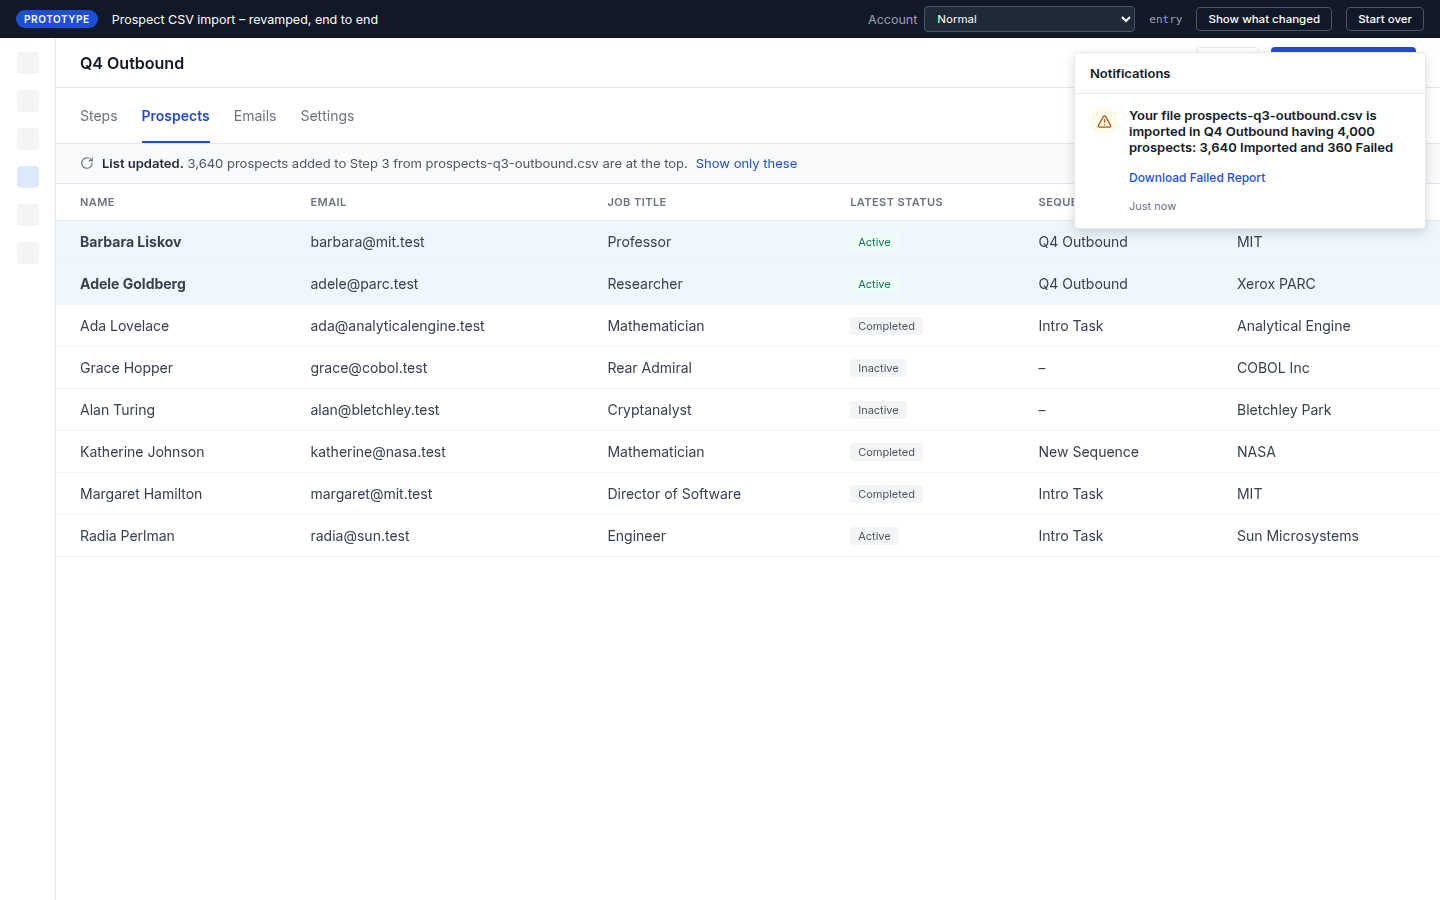 PROTOTYPE Prospect CSV import – revamped, end to end Account Normal entry Show what changed Start over
Q4 Outbound
Notifications
Your file prospects-q3-outbound.csv is
imported in Q4 Outbound having 4,000
prospects: 3,640 Imported and 360 Failed
Download Failed Report
Just now
Steps Prospects Emails Settings
List updated. 3,640 prospects added to Step 3 from prospects-q3-outbound.csv are at the top. Show only these
NAME EMAIL JOB TITLE LATEST STATUS
Barbara Liskov barbara@mit.test Professor Active Q4 Outbound MIT
Adele Goldberg adele@parc.test Researcher Active Q4 Outbound Xerox PARC
Ada Lovelace ada@analyticalengine.test Mathematician Completed Intro Task Analytical Engine
Grace Hopper grace@cobol.test Rear Admiral Inactive – COBOL Inc
Alan Turing alan@bletchley.test Cryptanalyst Inactive – Bletchley Park
Katherine Johnson katherine@nasa.test Mathematician Completed New Sequence NASA
Margaret Hamilton margaret@mit.test Director of Software Completed Intro Task MIT
Radia Perlman radia@sun.test Engineer Active Intro Task Sun Microsystems